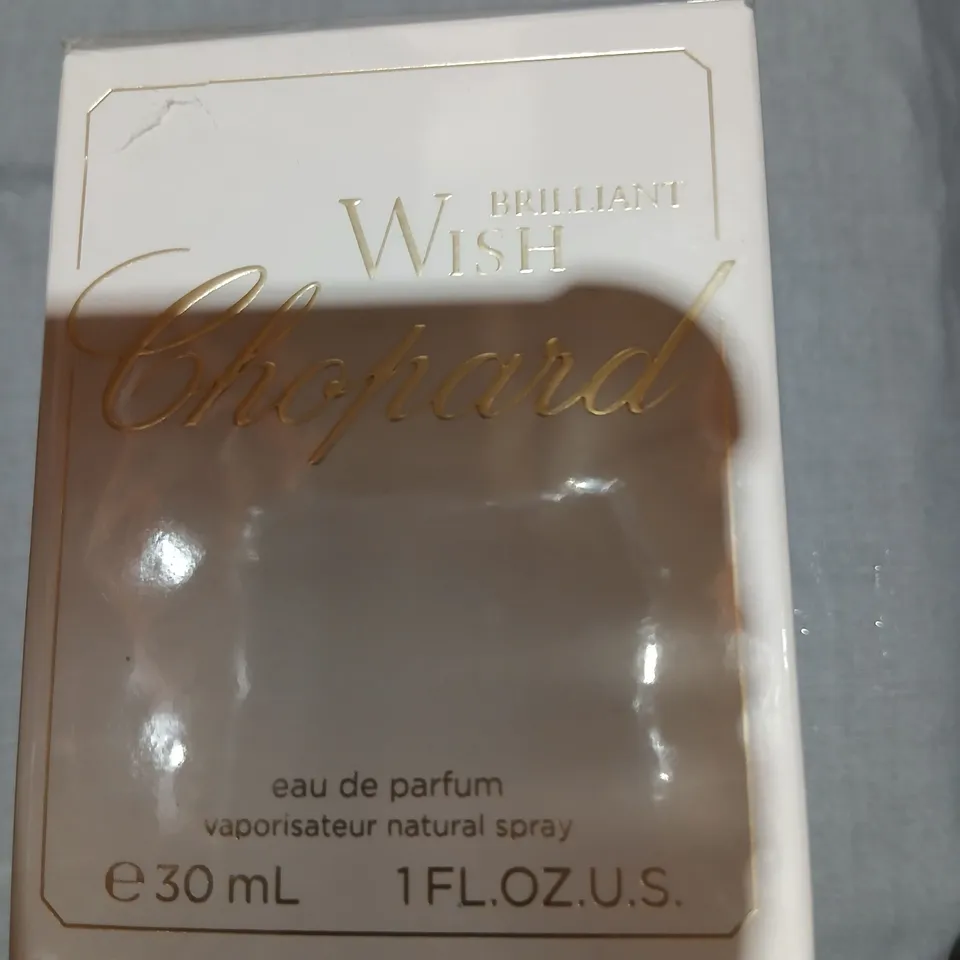 BRILLIANT
WISH
Chopard
eau de parfum
vaporisateur natural spray
℮30 mL 1 FL.OZ.U.S.